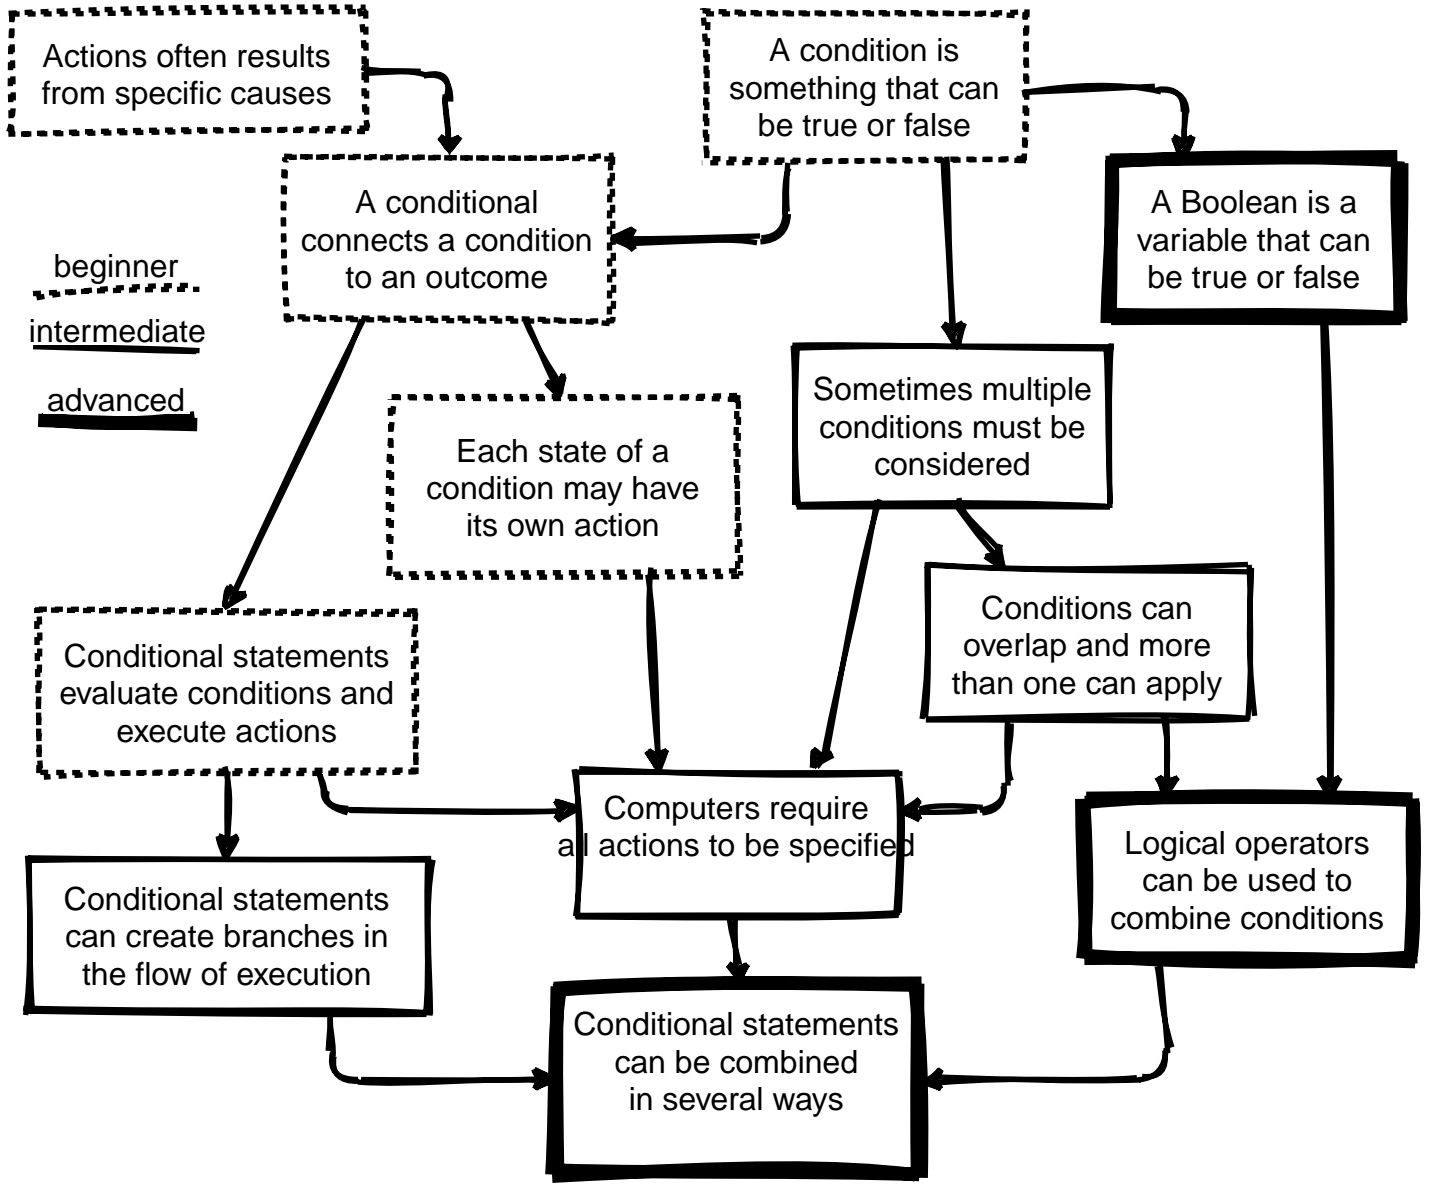 Actions often results
from specific causes
A condition is
something that can
be true or false
A conditional
connects a condition
to an outcome
A Boolean is a
variable that can
be true or false
beginner
intermediate
advanced
Sometimes multiple
conditions must be
considered
Each state of a
condition may have
its own action
Conditions can
overlap and more
than one can apply
Conditional statements
evaluate conditions and
execute actions
Computers require
all actions to be specified
Logical operators
can be used to
combine conditions
Conditional statements
can create branches in
the flow of execution
Conditional statements
can be combined
in several ways